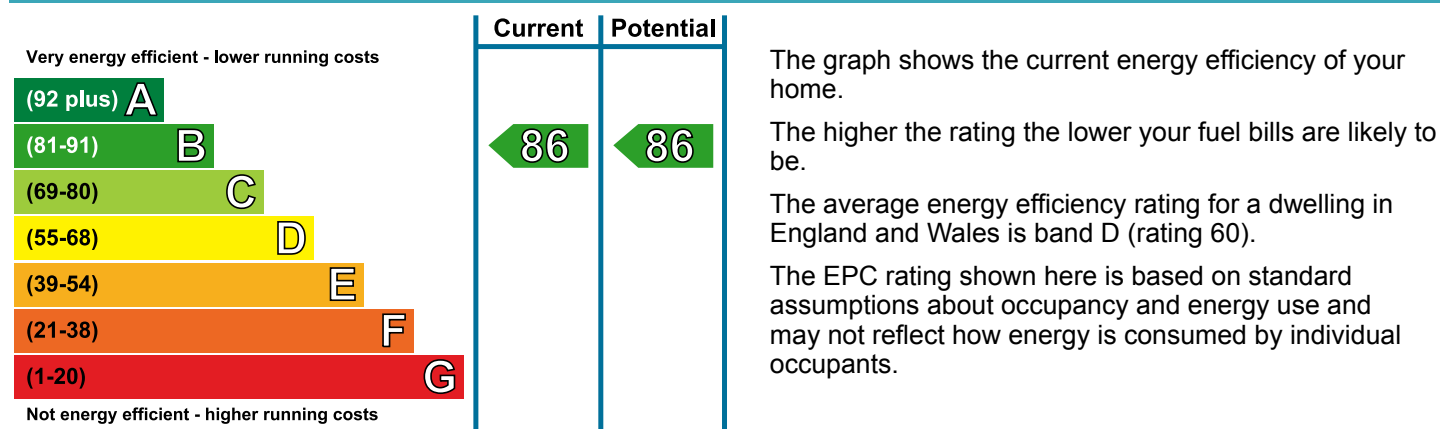 Current Potential
Very energy efficient - lower running costs
(92 plus) A
(81-91) B
86 86
(69-80) C
(55-68) D
(39-54) E
(21-38) F
(1-20) G
Not energy efficient - higher running costs
The graph shows the current energy efficiency of your
home.
The higher the rating the lower your fuel bills are likely to
be.
The average energy efficiency rating for a dwelling in
England and Wales is band D (rating 60).
The EPC rating shown here is based on standard
assumptions about occupancy and energy use and
may not reflect how energy is consumed by individual
occupants.